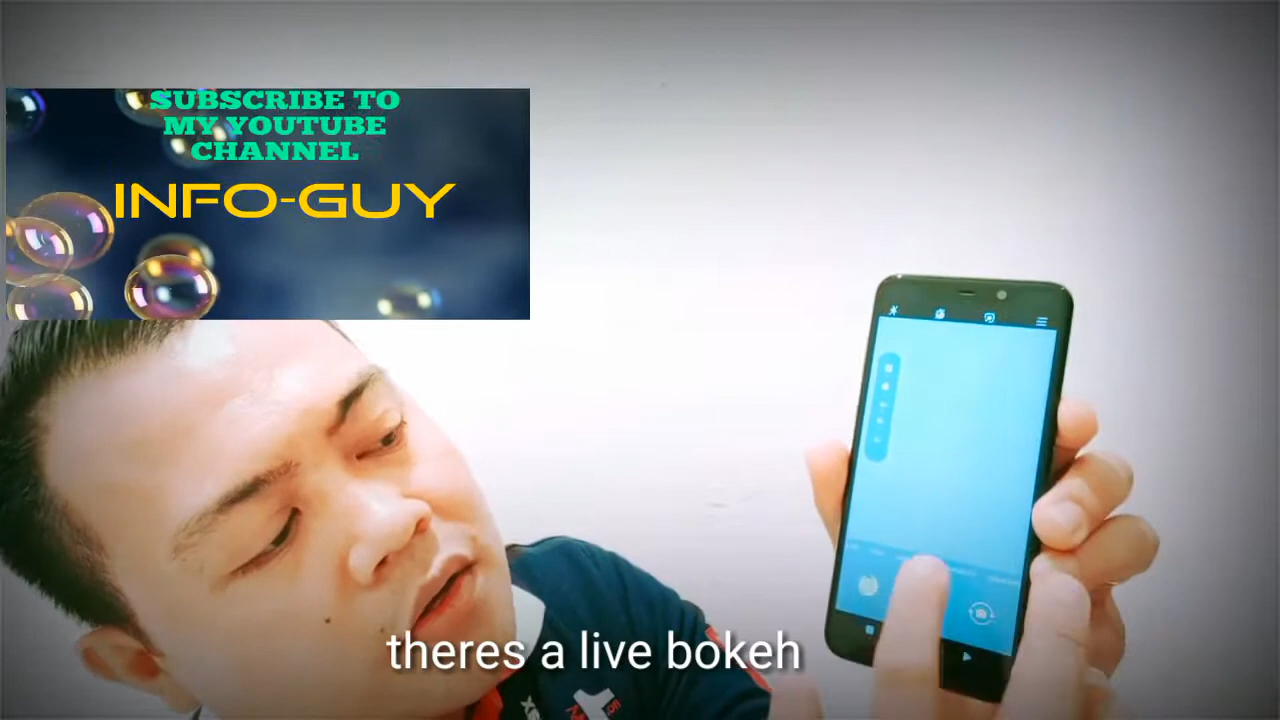 SUBSCRIBE TO
MY YOUTUBE
CHANNEL
INFO-GUY
theres a live bokeh